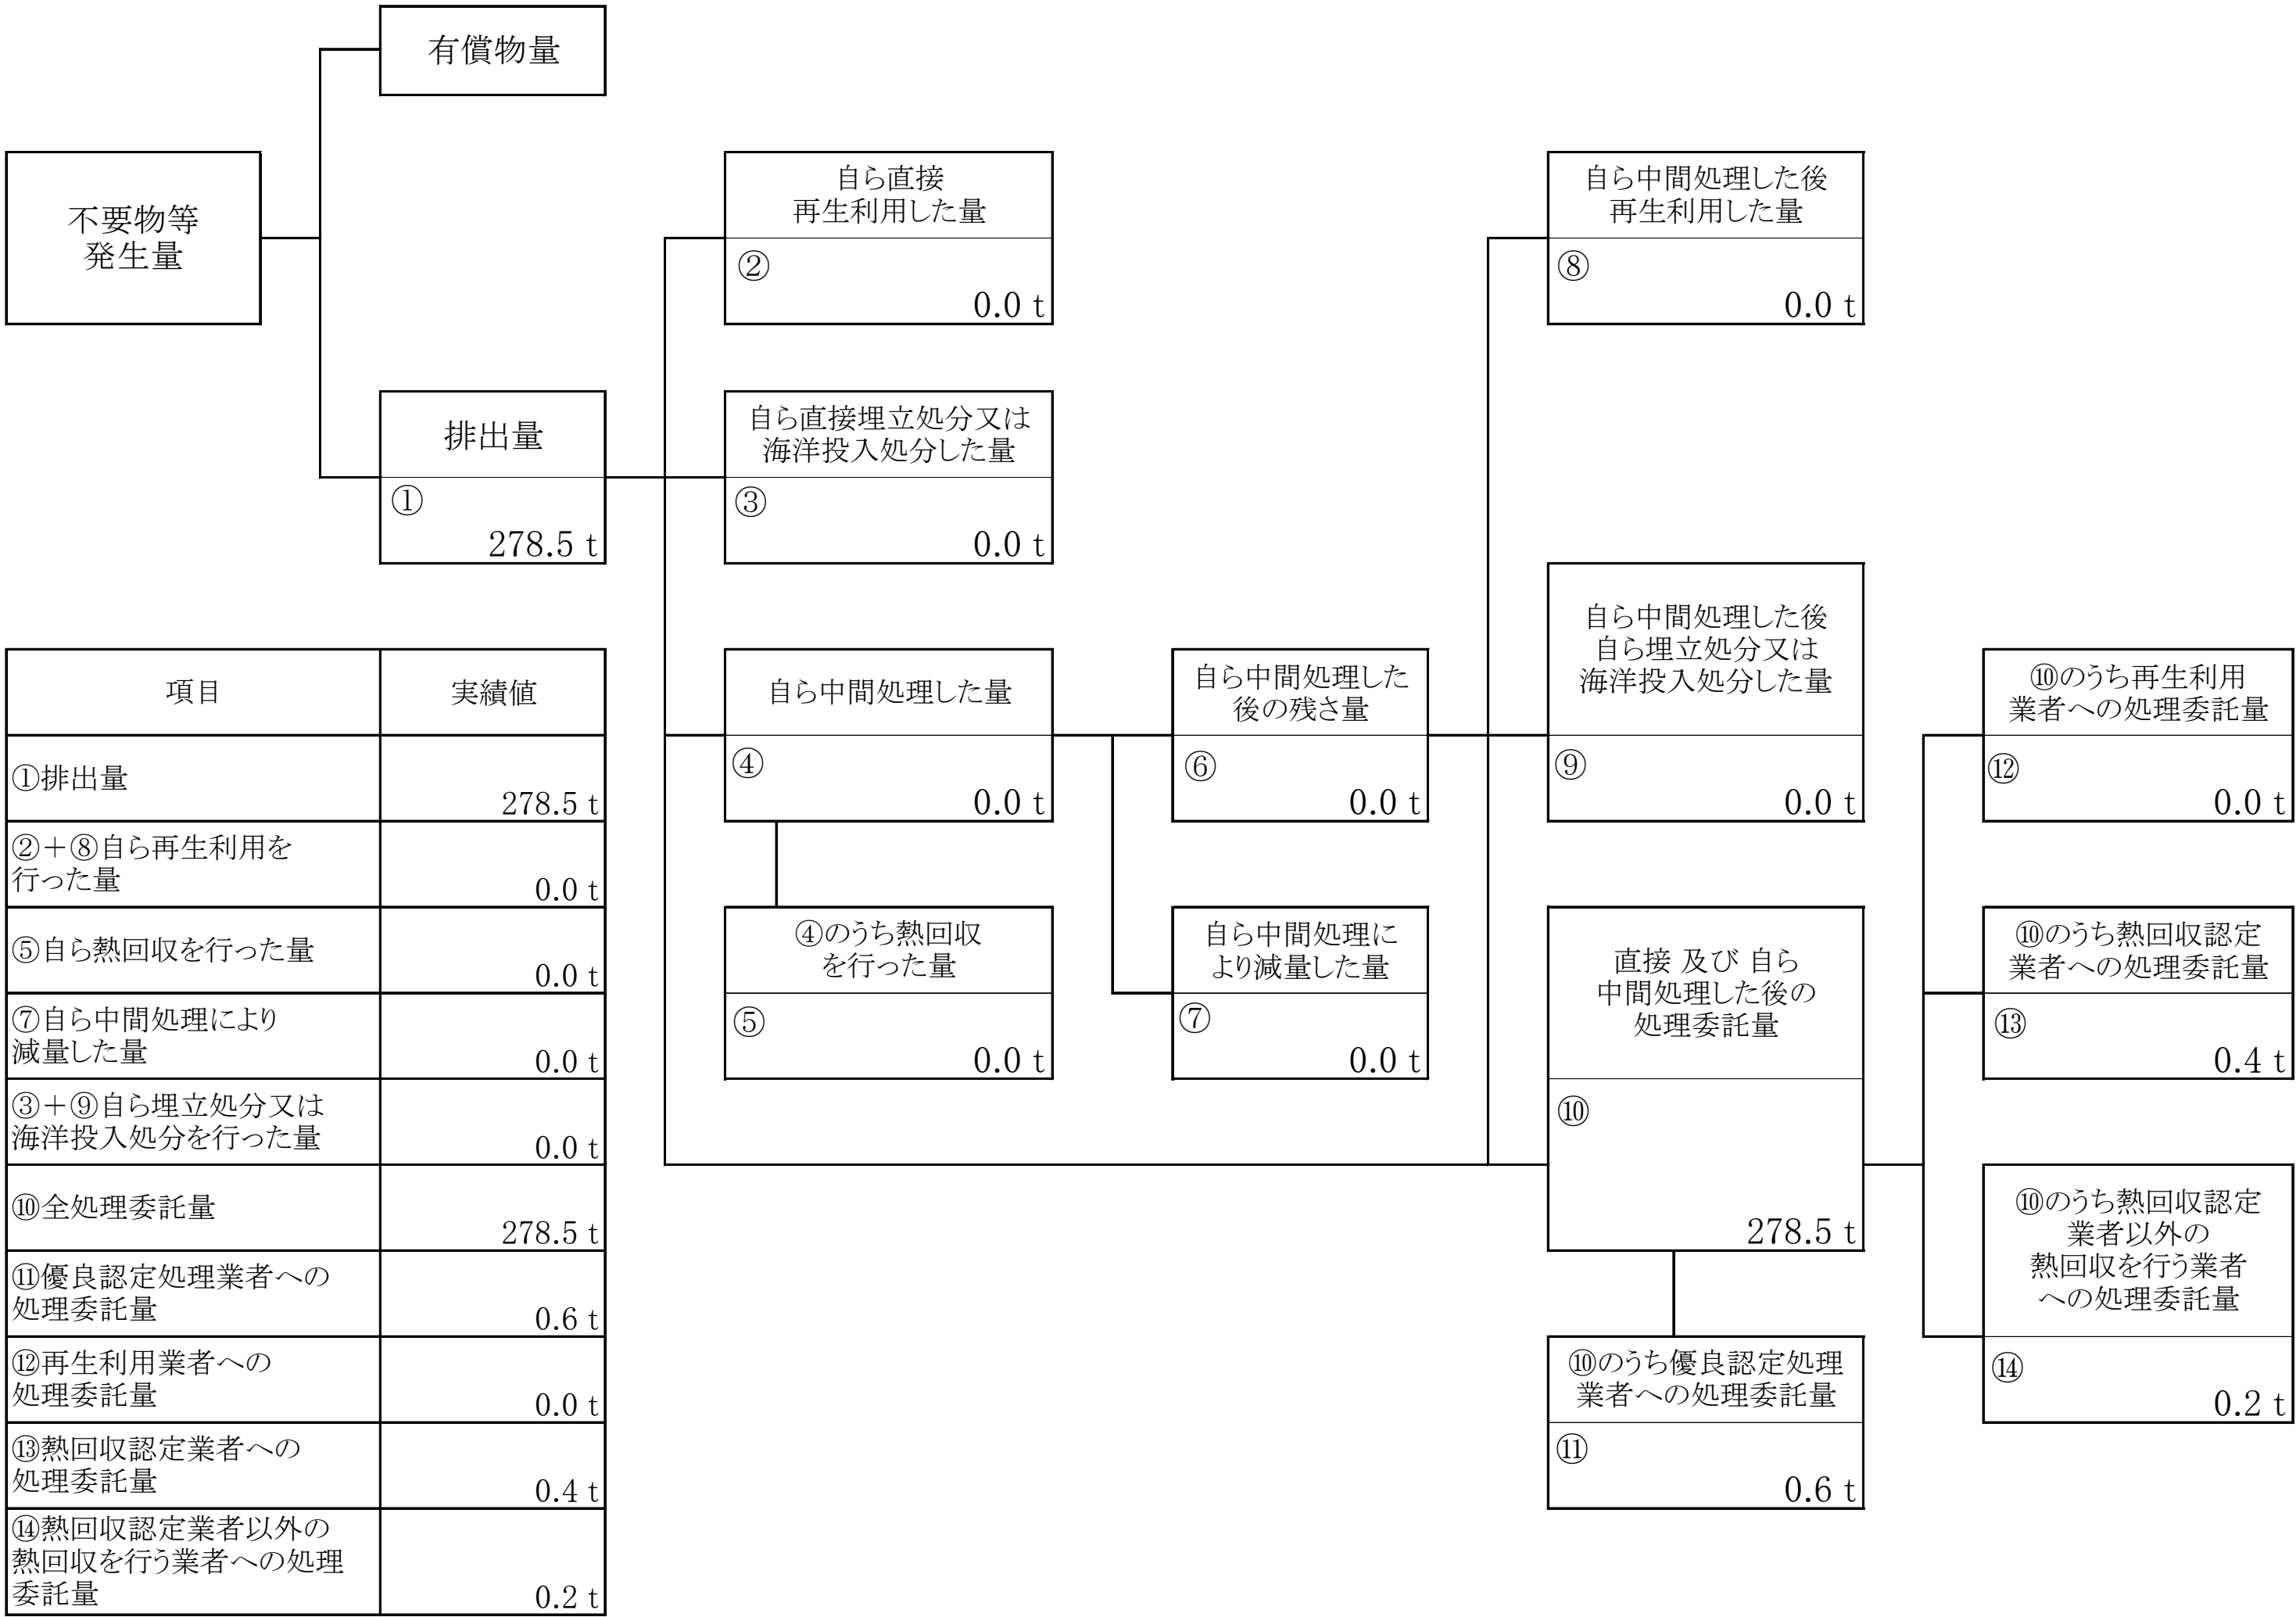 有償物量
不要物等
発生量
排出量
①
278.5 t
自ら直接
再生利用した量
②
0.0 t
自ら直接埋立処分又は
海洋投入処分した量
③
0.0 t
自ら中間処理した量
④
0.0 t
④のうち熱回収
を行った量
⑤
0.0 t
自ら中間処理した
後の残さ量
⑥
0.0 t
自ら中間処理に
より減量した量
⑦
0.0 t
自ら中間処理した後
再生利用した量
⑧
0.0 t
自ら中間処理した後
自ら埋立処分又は
海洋投入処分した量
⑨
0.0 t
直接 及び 自ら
中間処理した後の
処理委託量
⑩
278.5 t
⑩のうち優良認定処理
業者への処理委託量
⑪
0.6 t
⑩のうち再生利用
業者への処理委託量
⑫
0.0 t
⑩のうち熱回収認定
業者への処理委託量
⑬
0.4 t
⑩のうち熱回収認定
業者以外の
熱回収を行う業者
への処理委託量
⑭
0.2 t
項目 実績値
①排出量
278.5 t
②+⑧自ら再生利用を
行った量
0.0 t
⑤自ら熱回収を行った量
0.0 t
⑦自ら中間処理により
減量した量
0.0 t
③+⑨自ら埋立処分又は
海洋投入処分を行った量
0.0 t
⑩全処理委託量
278.5 t
⑪優良認定処理業者への
処理委託量
0.6 t
⑫再生利用業者への
処理委託量
0.0 t
⑬熱回収認定業者への
処理委託量
0.4 t
⑭熱回収認定業者以外の
熱回収を行う業者への処理
委託量
0.2 t